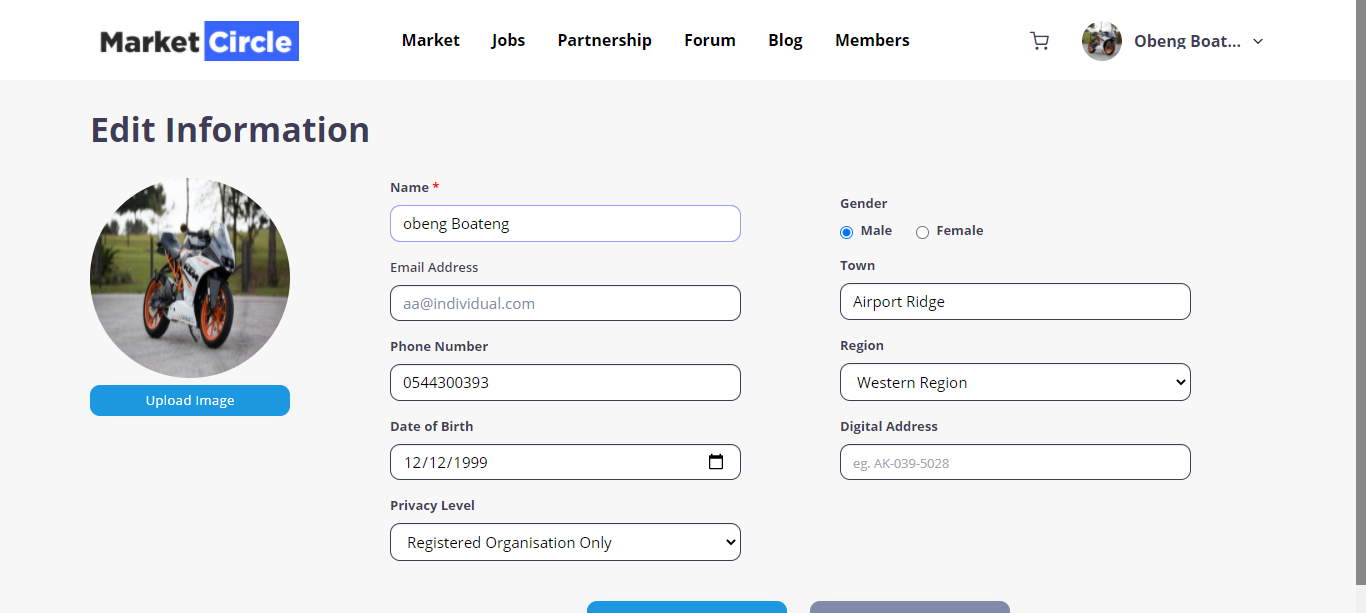 Market Circle
Market Jobs Partnership Forum Blog Members
Obeng Boat...
Edit Information
Upload Image
Name *
obeng Boateng
Email Address
aa@individual.com
Phone Number
0544300393
Date of Birth
12/12/1999
Privacy Level
Registered Organisation Only
Gender
Male Female
Town
Airport Ridge
Region
Western Region
Digital Address
eg. AK-039-5028